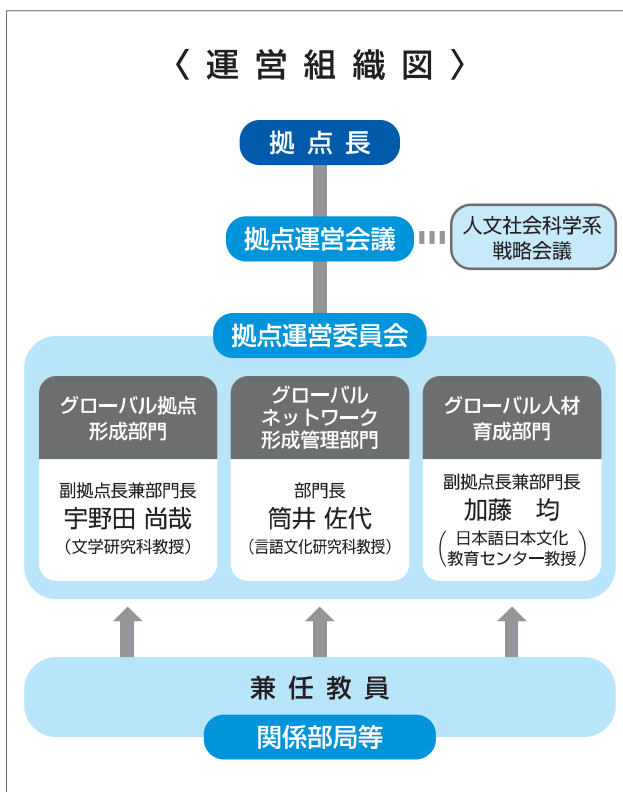 〈運営組織図〉
拠点長
拠点運営会議
人文社会科学系
戦略会議
拠点運営委員会
グローバル拠点
形成部門
副拠点長兼部門長
宇野田 尚哉
（文学研究科教授）
グローバル
ネットワーク
形成管理部門
部門長
筒井 佐代
（言語文化研究科教授）
グローバル人材
育成部門
副拠点長兼部門長
加藤　均
（日本語日本文化
教育センター教授）
兼任教員
関係部局等